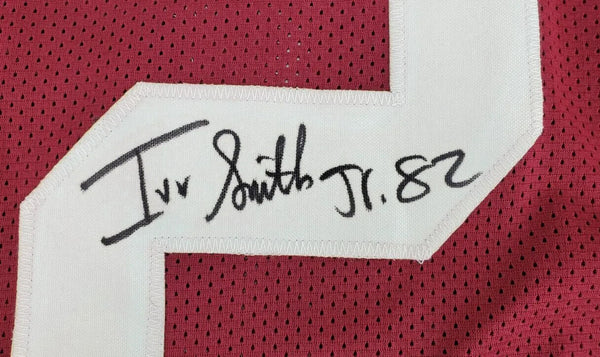 Irv Smith Jr. 82